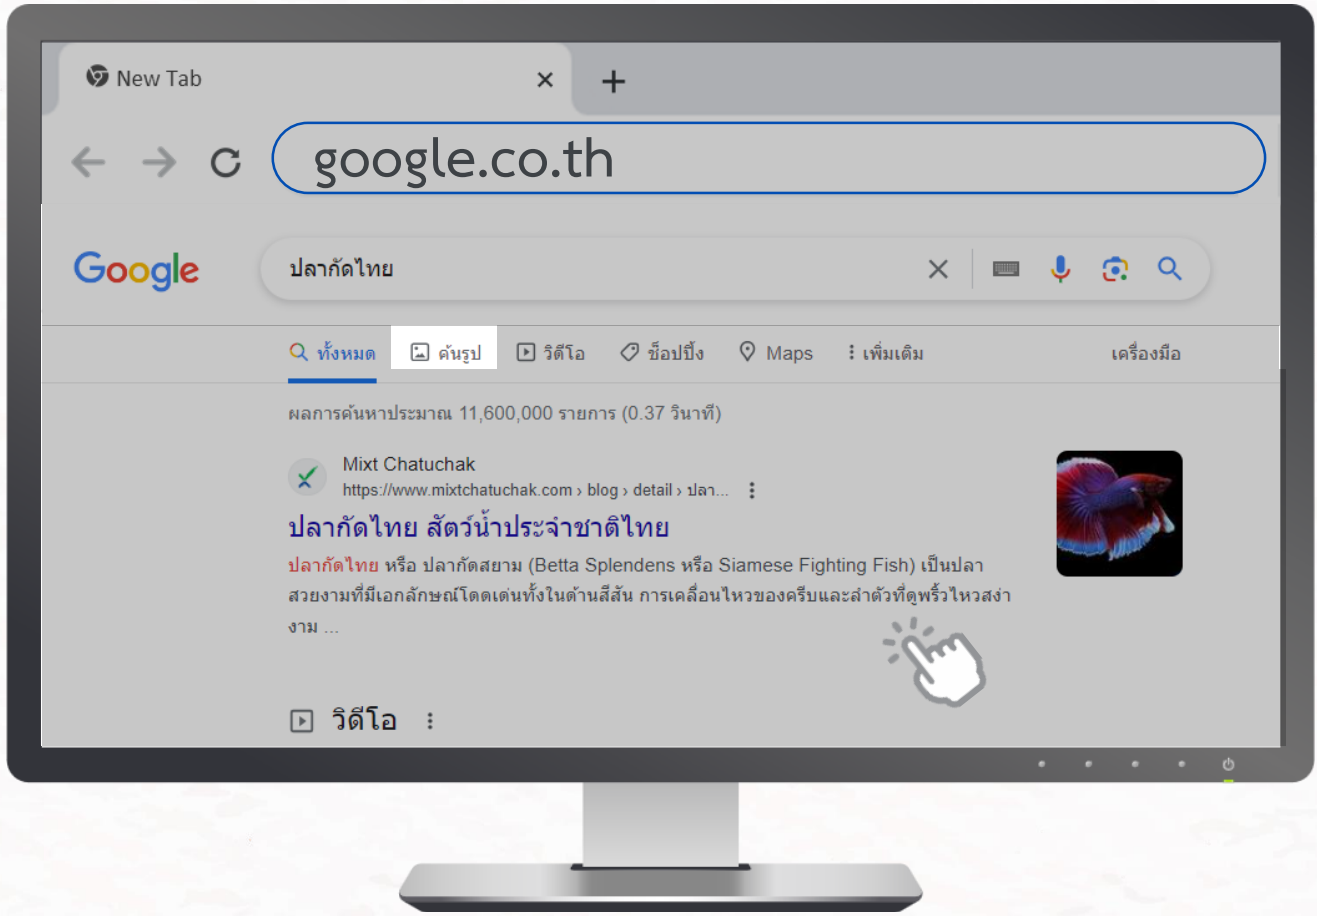 New Tab
google.co.th
Google
ปลากัดไทย
ทั้งหมด ค้นรูป วิดีโอ ช็อปปิ้ง Maps เพิ่มเติม เครื่องมือ
ผลการค้นหาประมาณ 11,600,000 รายการ (0.37 วินาที)
Mixt Chatuchak
https://www.mixtchatuchak.com › blog › detail › ปลา...
ปลากัดไทย สัตว์น้ำประจำชาติไทย
ปลากัดไทย หรือ ปลากัดสยาม (Betta Splendens หรือ Siamese Fighting Fish) เป็นปลา
สวยงามที่มีเอกลักษณ์โดดเด่นทั้งในด้านสีสัน การเคลื่อนไหวของครีบและลำตัวที่ดูพริ้วไหวสง่า
งาม ...
วิดีโอ